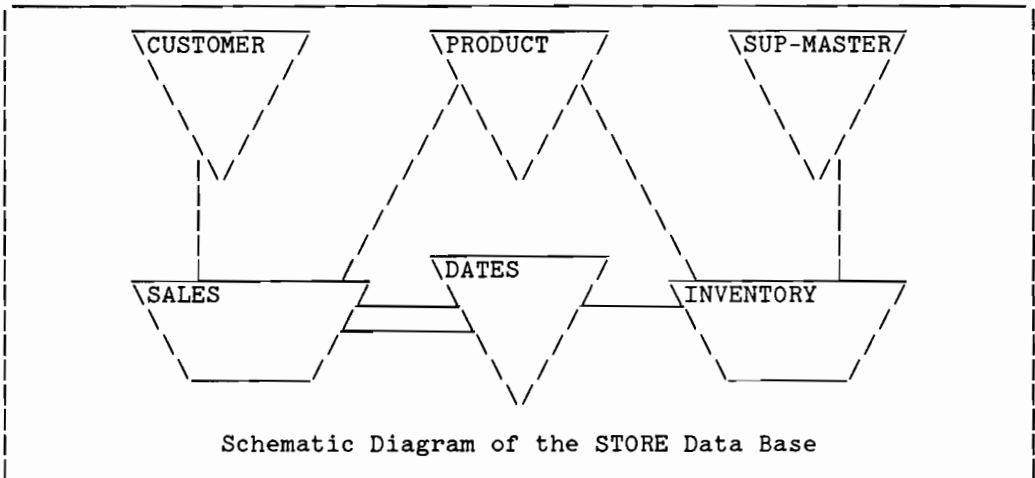 CUSTOMER
PRODUCT
SUP-MASTER
SALES
DATES
INVENTORY
Schematic Diagram of the STORE Data Base